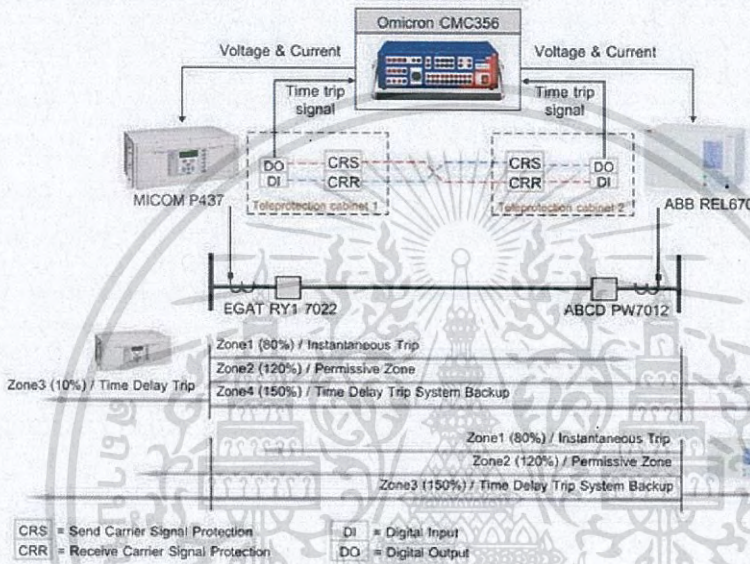 Omicron CMC356
Voltage & Current
Voltage & Current
Time trip signal
Time trip signal
DO
DI
CRS
CRR
CRS
CRR
DO
DI
MICOM P437
Teleprotection cabinet 1
Teleprotection cabinet 2
ABB REL670
EGAT RY1 7022
ABCD PW7012
Zone1 (80%) / Instantaneous Trip
Zone2 (120%) / Permissive Zone
Zone3 (10%) / Time Delay Trip
Zone4 (150%) / Time Delay Trip System Backup
Zone1 (80%) / Instantaneous Trip
Zone2 (120%) / Permissive Zone
Zone3 (150%) / Time Delay Trip System Backup
CRS = Send Carrier Signal Protection
DI = Digital Input
CRR = Receive Carrier Signal Protection
DO = Digital Output